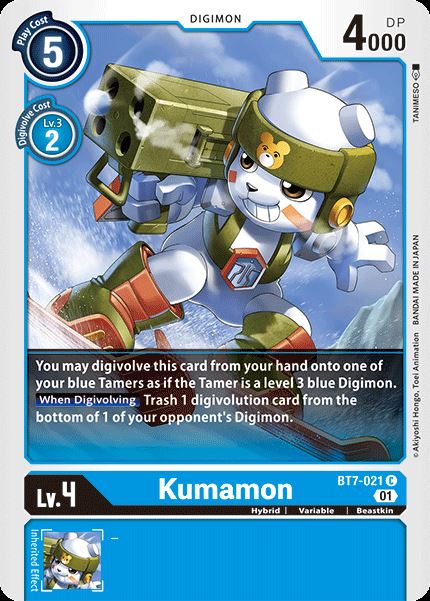 DIGIMON
Play Cost
5
DP
4000
Digivolve Cost
Lv.3
2
TANIMESO
©Akiyoshi Hongo, Toei Animation BANDAI MADE IN JAPAN
You may digivolve this card from your hand onto one of
your blue Tamers as if the Tamer is a level 3 blue Digimon.
When Digivolving Trash 1 digivolution card from the
bottom of 1 of your opponent's Digimon.
Lv.4
Kumamon
BT7-021 C
01
Hybrid | Variable | Beastkin
Inherited Effect
–